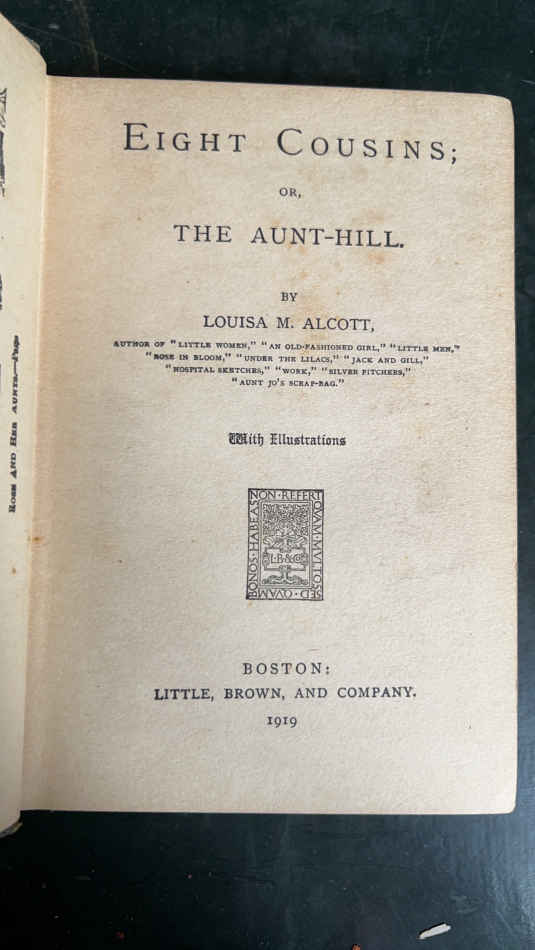 EIGHT COUSINS;
OR,
THE AUNT-HILL.
BY
LOUISA M. ALCOTT,
AUTHOR OF "LITTLE WOMEN," "AN OLD-FASHIONED GIRL," "LITTLE MEN,"
"ROSE IN BLOOM," "UNDER THE LILACS," "JACK AND GILL,"
"HOSPITAL SKETCHES," "WORK," "SILVER PITCHERS,"
"AUNT JO'S SCRAP-BAG."
With Illustrations
NON·REFERT
QVAM·MVLTOS
SED·QVAM
BONOS·HABEAS
L·B·&·Co
BOSTON:
LITTLE, BROWN, AND COMPANY.
1919
ROSE AND HER AUNTS.—Page